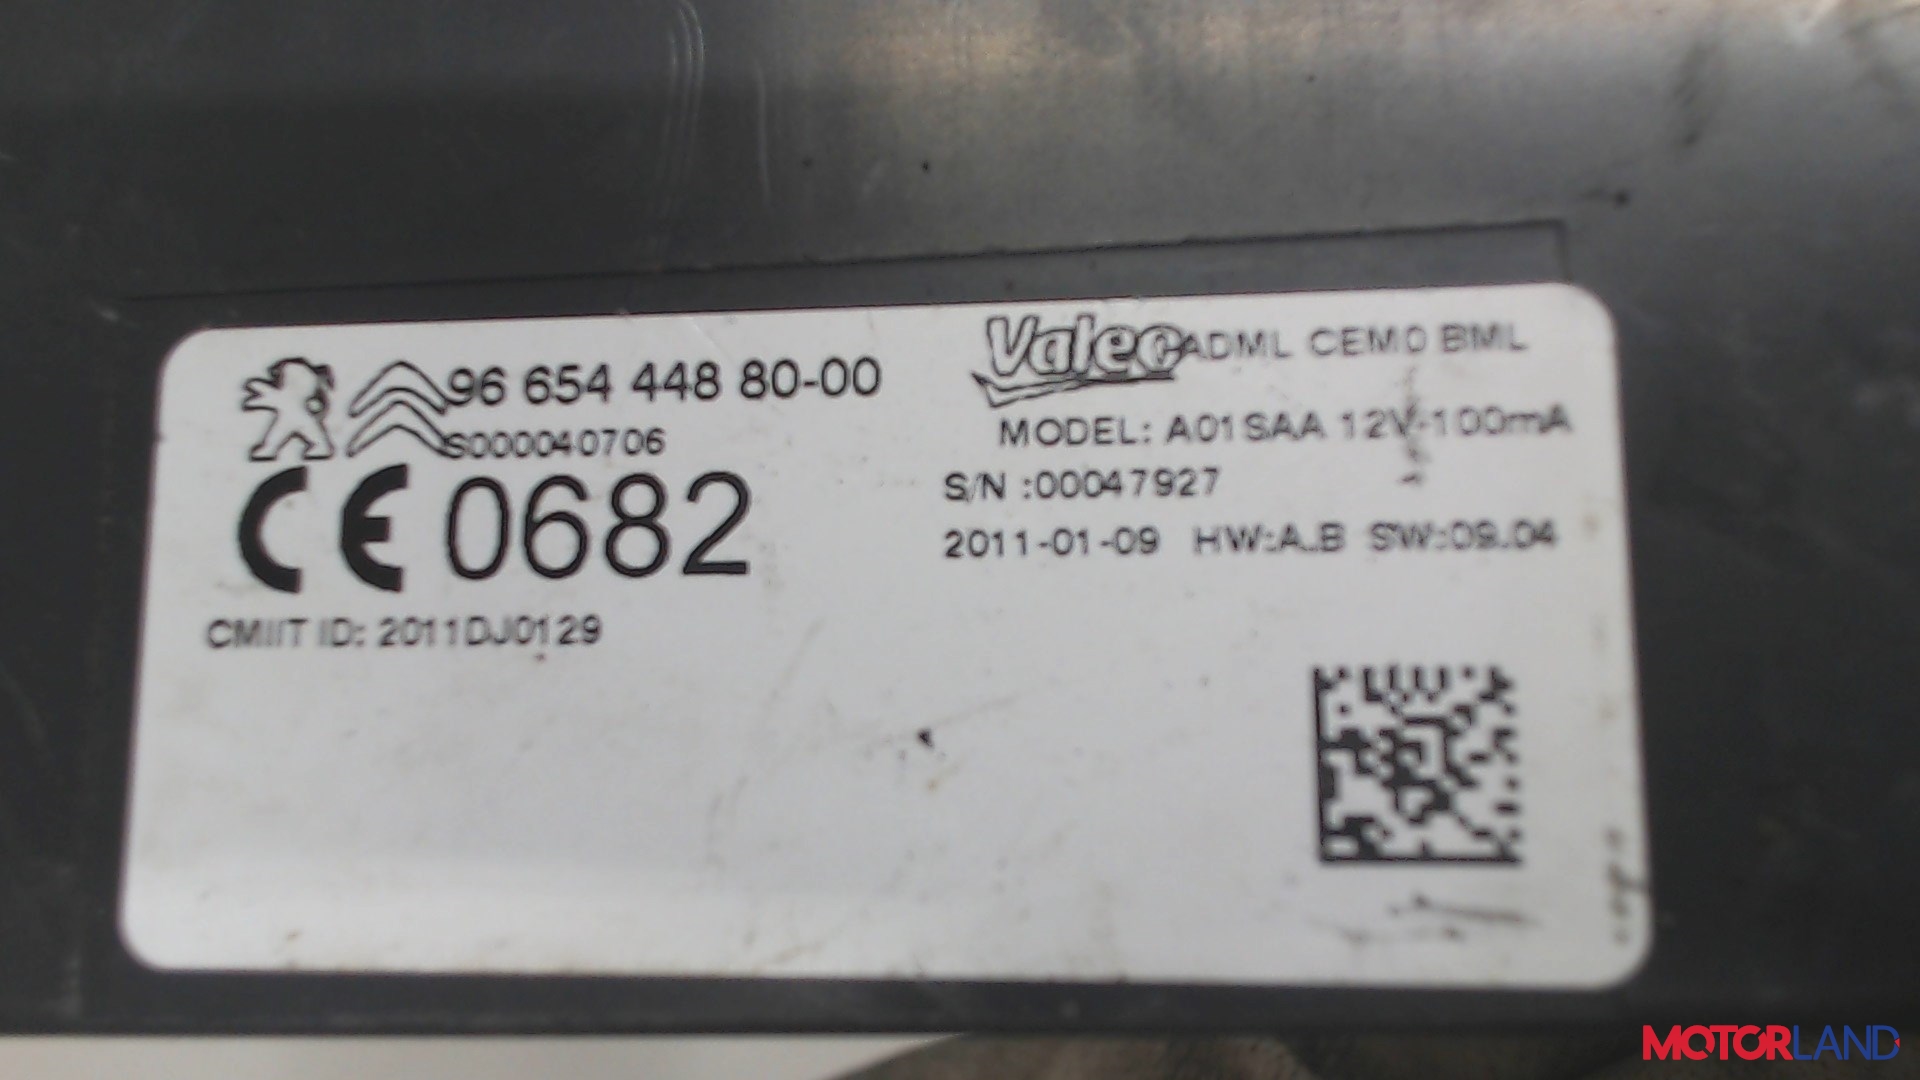 96 654 448 80-00
S000040706
CE 0682
CMIIT ID: 2011DJ0129
Valeo ADML CEM0 BML
MODEL: A01SAA 12V-100mA
S/N :00047927
2011-01-09 HW:A.B SW:09.04
MOTORLAND